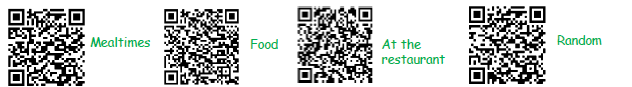 Mealtimes
Food
At the
restaurant
Random